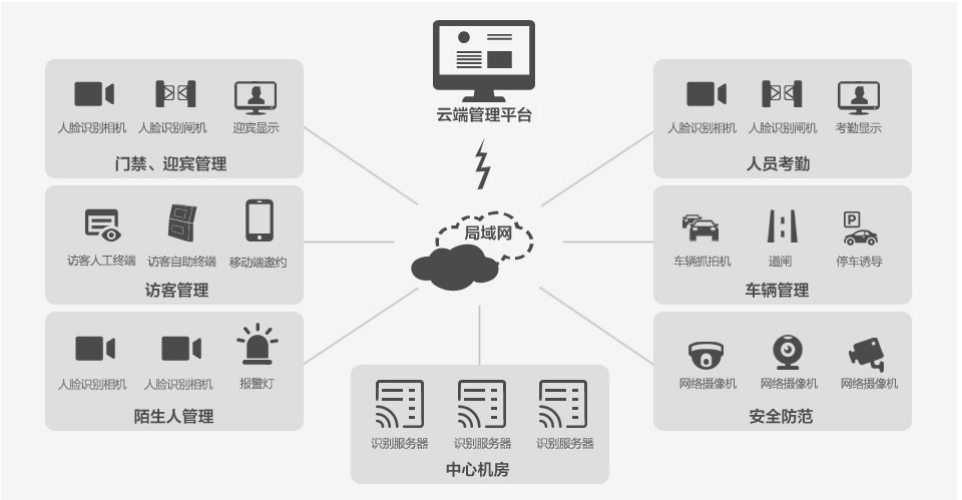 云端管理平台
人脸识别相机 人脸识别闸机 迎宾显示
门禁、迎宾管理
人脸识别相机 人脸识别闸机 考勤显示
人员考勤
局域网
访客人工终端 访客自助终端 移动端邀约
访客管理
车辆抓拍机 道闸 P 停车诱导
车辆管理
人脸识别相机 人脸识别相机 报警灯
陌生人管理
网络摄像机 网络摄像机 网络摄像机
安全防范
识别服务器 识别服务器 识别服务器
中心机房